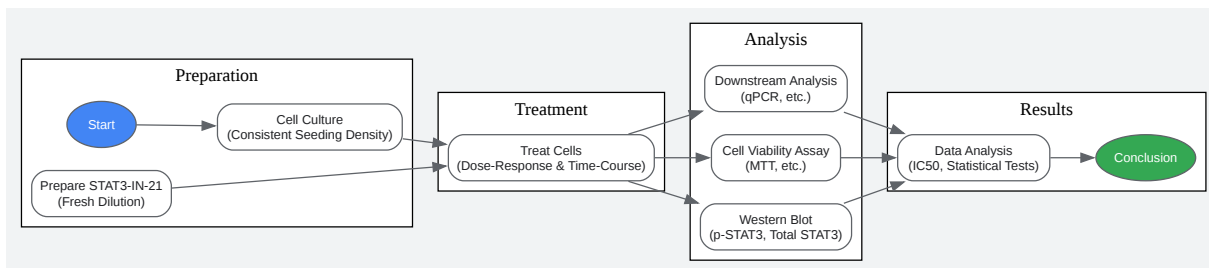 Preparation
Start
Cell Culture
(Consistent Seeding Density)
Prepare STAT3-IN-21
(Fresh Dilution)
Treatment
Treat Cells
(Dose-Response & Time-Course)
Analysis
Downstream Analysis
(qPCR, etc.)
Cell Viability Assay
(MTT, etc.)
Western Blot
(p-STAT3, Total STAT3)
Results
Data Analysis
(IC50, Statistical Tests)
Conclusion